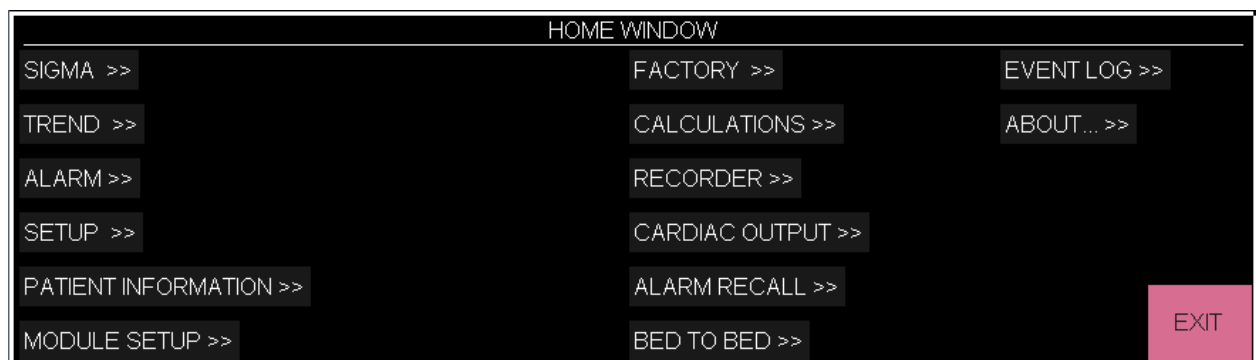 HOME WINDOW
SIGMA >>
TREND >>
ALARM >>
SETUP >>
PATIENT INFORMATION >>
MODULE SETUP >>
FACTORY >>
CALCULATIONS >>
RECORDER >>
CARDIAC OUTPUT >>
ALARM RECALL >>
BED TO BED >>
EVENT LOG >>
ABOUT... >>
EXIT